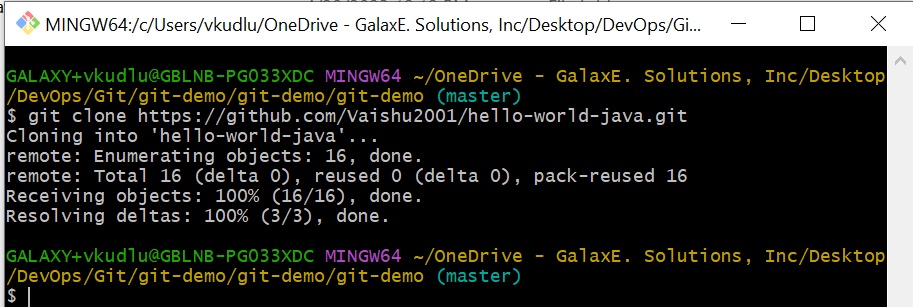 MINGW64:/c/Users/vkudlu/OneDrive - GalaxE. Solutions, Inc/Desktop/DevOps/Gi...
GALAXY+vkudlu@GBLNB-PG033XDC MINGW64 ~/OneDrive - GalaxE. Solutions, Inc/Desktop
/DevOps/Git/git-demo/git-demo/git-demo (master)
$ git clone https://github.com/Vaishu2001/hello-world-java.git
Cloning into 'hello-world-java'...
remote: Enumerating objects: 16, done.
remote: Total 16 (delta 0), reused 0 (delta 0), pack-reused 16
Receiving objects: 100% (16/16), done.
Resolving deltas: 100% (3/3), done.
GALAXY+vkudlu@GBLNB-PG033XDC MINGW64 ~/OneDrive - GalaxE. Solutions, Inc/Desktop
/DevOps/Git/git-demo/git-demo/git-demo (master)
$